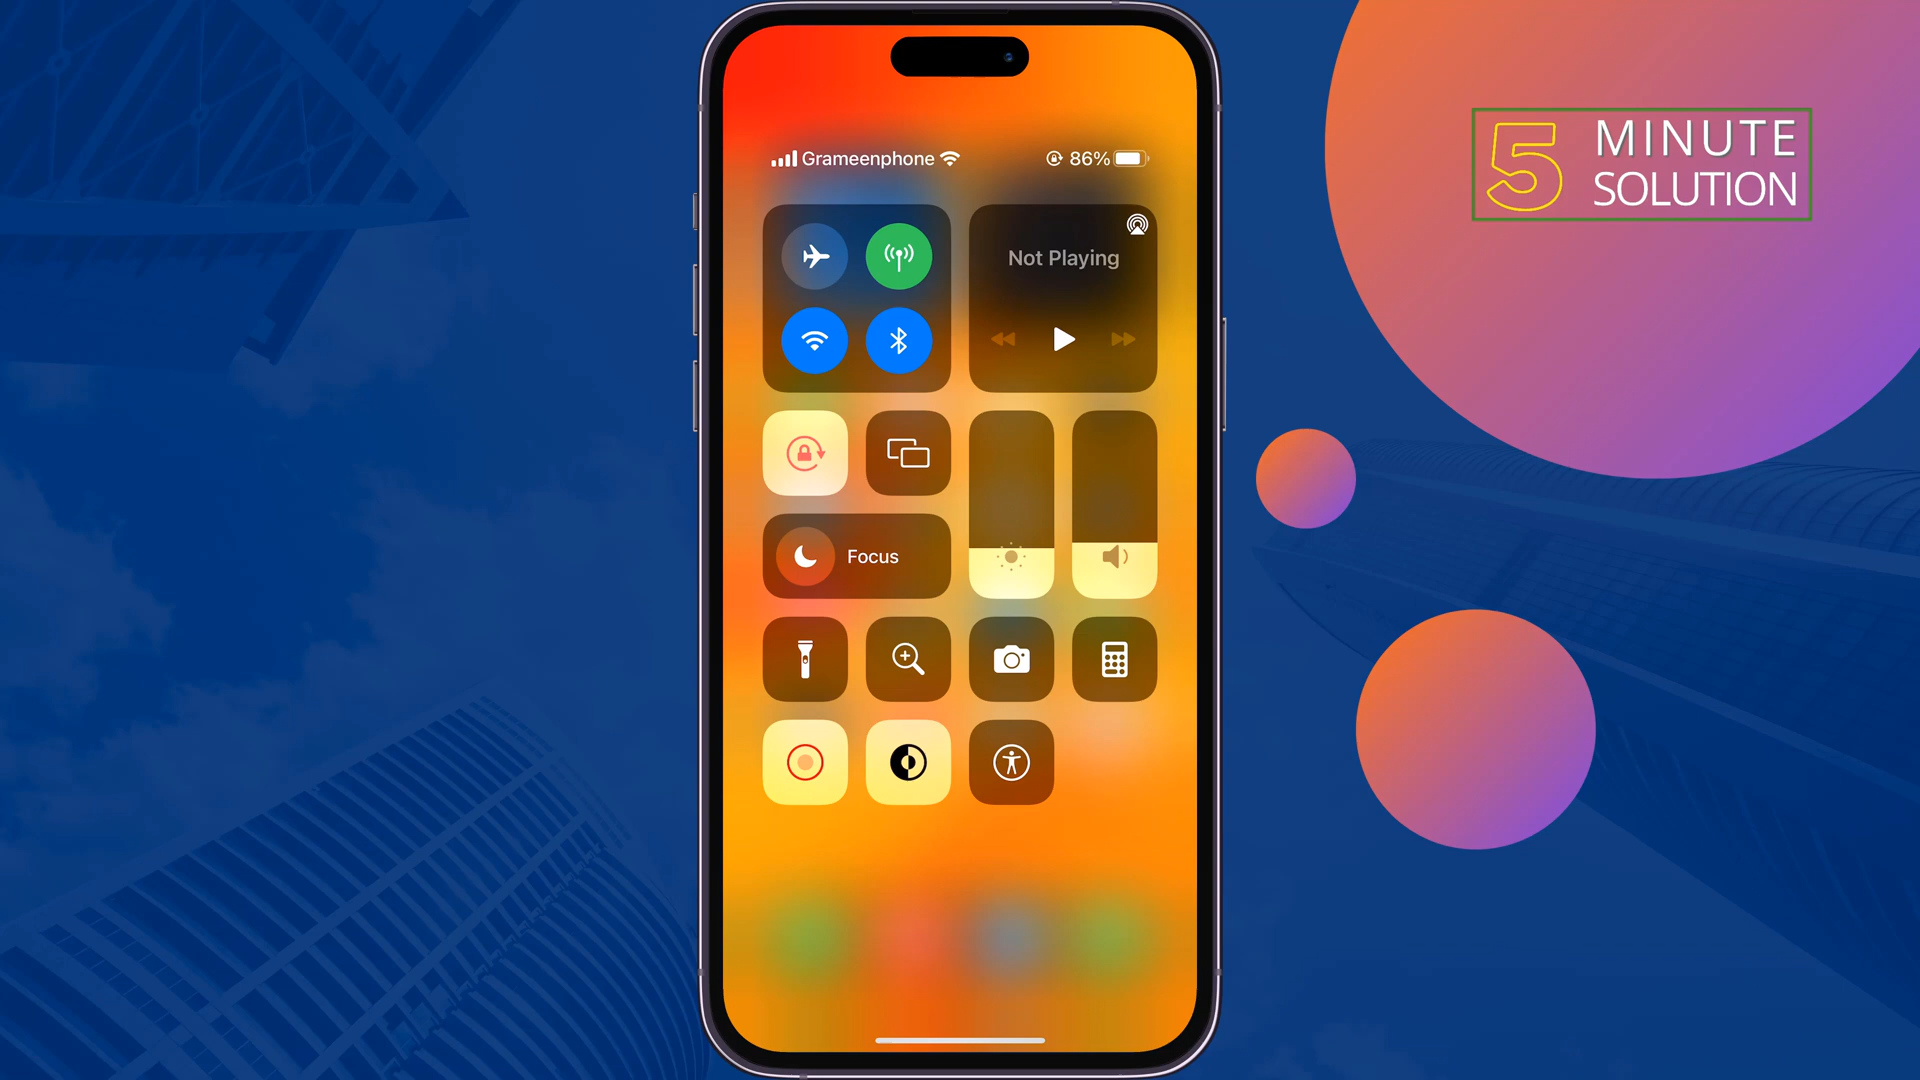 Grameenphone
86%
Not Playing
Focus
5 MINUTE
SOLUTION